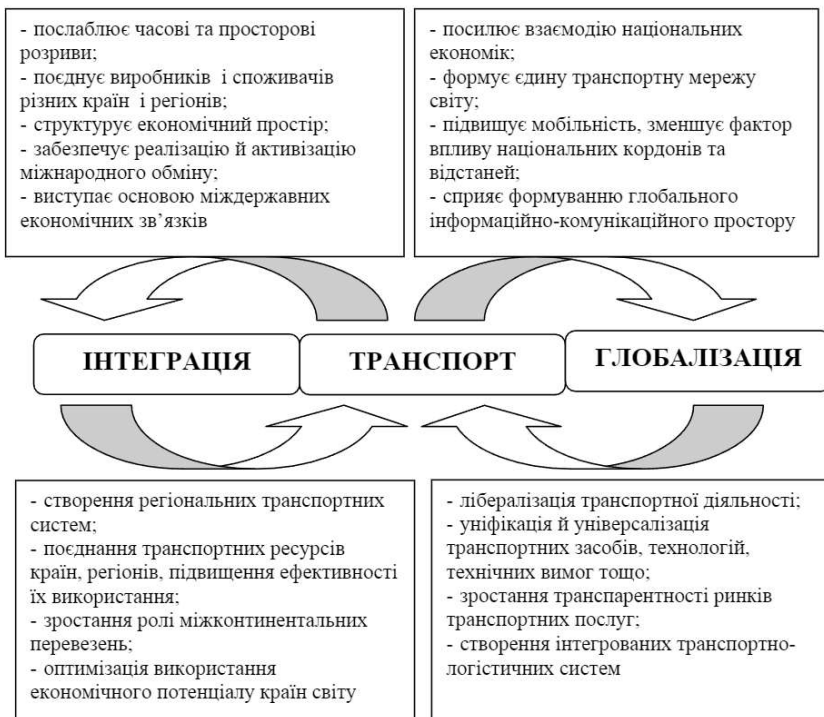 - послаблює часові та просторові
розриви;
- поєднує виробників і споживачів
різних країн і регіонів;
- структурує економічний простір;
- забезпечує реалізацію й активізацію
міжнародного обміну;
- виступає основою міждержавних
економічних зв’язків
- посилює взаємодію національних
економік;
- формує єдину транспортну мережу
світу;
- підвищує мобільність, зменшує фактор
впливу національних кордонів та
відстаней;
- сприяє формуванню глобального
інформаційно-комунікаційного простору
ІНТЕГРАЦІЯ
ТРАНСПОРТ
ГЛОБАЛІЗАЦІЯ
- створення регіональних транспортних
систем;
- поєднання транспортних ресурсів
країн, регіонів, підвищення ефективності
їх використання;
- зростання ролі міжконтинентальних
перевезень;
- оптимізація використання
економічного потенціалу країн світу
- лібералізація транспортної діяльності;
- уніфікація й універсалізація
транспортних засобів, технологій,
технічних вимог тощо;
- зростання транспарентності ринків
транспортних послуг;
- створення інтегрованих транспортно-
логістичних систем